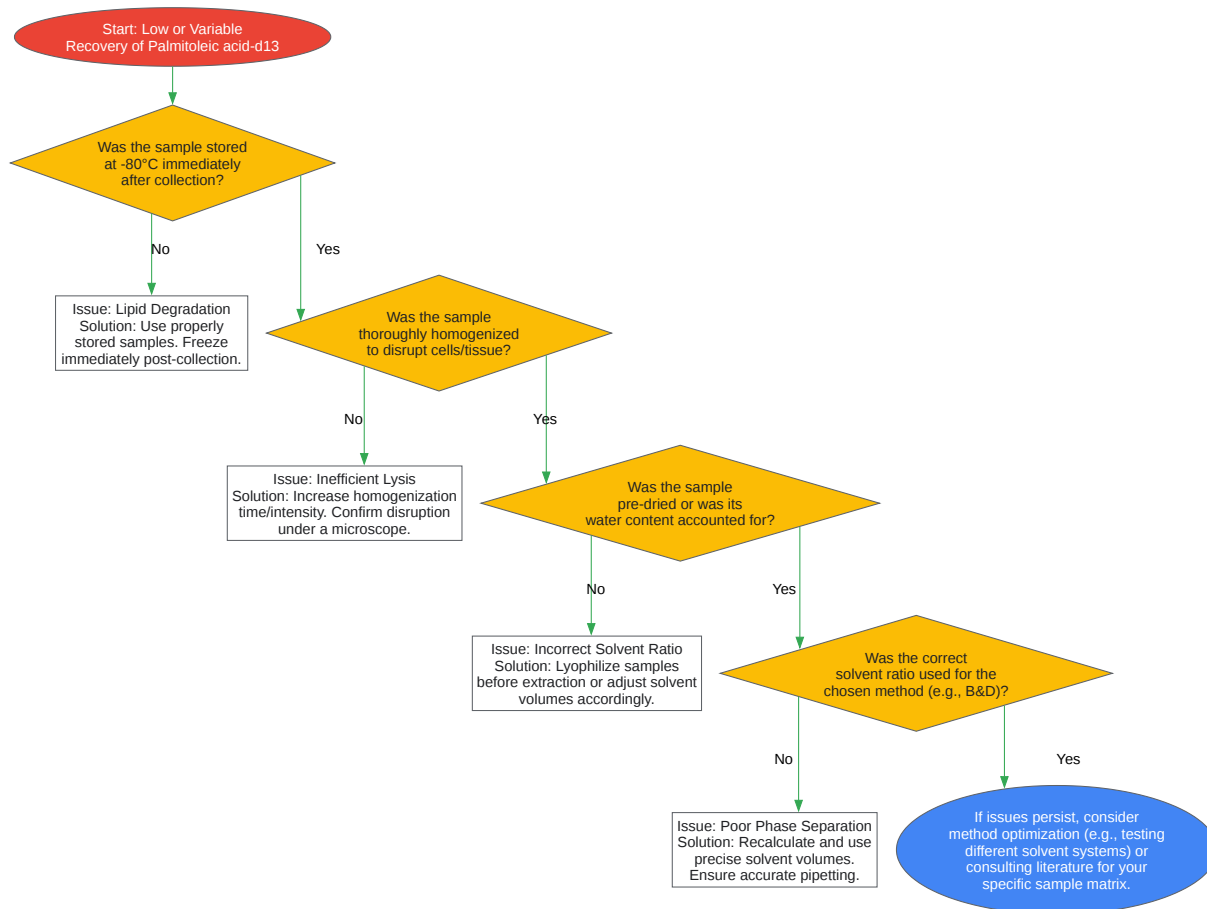 Start: Low or Variable
Recovery of Palmitoleic acid-d13
Was the sample stored
at -80°C immediately
after collection?
No
Yes
Issue: Lipid Degradation
Solution: Use properly
stored samples. Freeze
immediately post-collection.
Was the sample
thoroughly homogenized
to disrupt cells/tissue?
No
Yes
Issue: Inefficient Lysis
Solution: Increase homogenization
time/intensity. Confirm disruption
under a microscope.
Was the sample
pre-dried or was its
water content accounted for?
No
Yes
Issue: Incorrect Solvent Ratio
Solution: Lyophilize samples
before extraction or adjust solvent
volumes accordingly.
Was the correct
solvent ratio used for the
chosen method (e.g., B&D)?
No
Yes
Issue: Poor Phase Separation
Solution: Recalculate and use
precise solvent volumes.
Ensure accurate pipetting.
If issues persist, consider
method optimization (e.g., testing
different solvent systems) or
consulting literature for your
specific sample matrix.